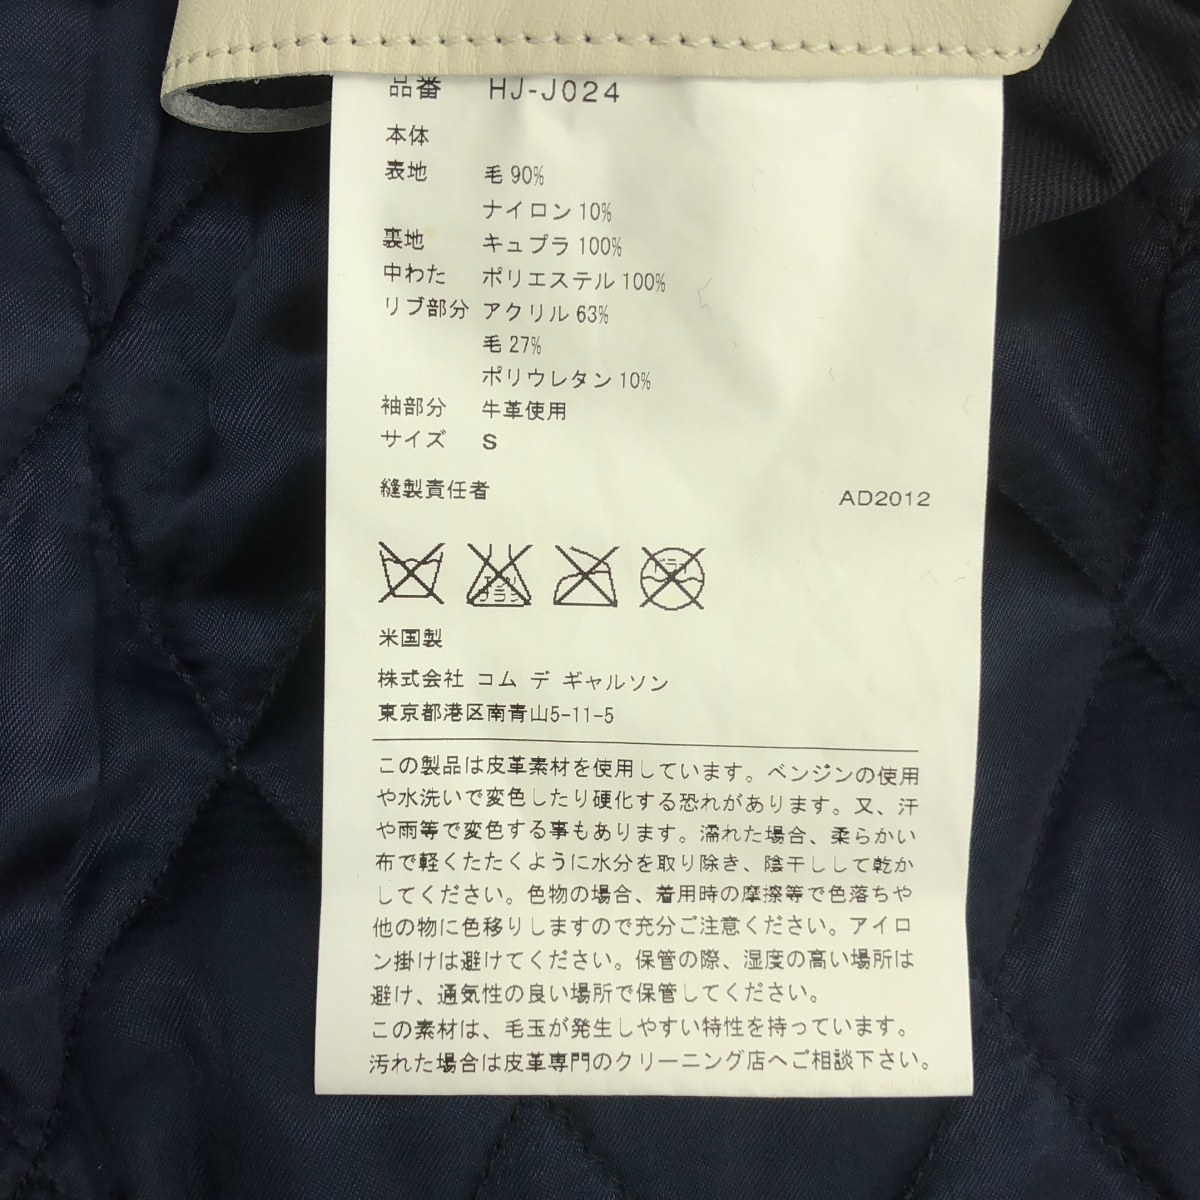 品番 HJ-J024
本体
表地 毛 90%
ナイロン 10%
裏地 キュプラ 100%
中わた ポリエステル 100%
リブ部分 アクリル 63%
毛 27%
ポリウレタン 10%
袖部分 牛革使用
サイズ S
縫製責任者 AD2012
エンソ
サラシ
ドライ
米国製
株式会社 コム デ ギャルソン
東京都港区南青山5-11-5
この製品は皮革素材を使用しています。ベンジンの使用
や水洗いで変色したり硬化する恐れがあります。又、汗
や雨等で変色する事もあります。濡れた場合、柔らかい
布で軽くたたくように水分を取り除き、陰干しして乾か
してください。色物の場合、着用時の摩擦等で色落ちや
他の物に色移りしますので充分ご注意ください。アイロ
ン掛けは避けてください。保管の際、湿度の高い場所は
避け、通気性の良い場所で保管してください。
この素材は、毛玉が発生しやすい特性を持っています。
汚れた場合は皮革専門のクリーニング店へご相談下さい。